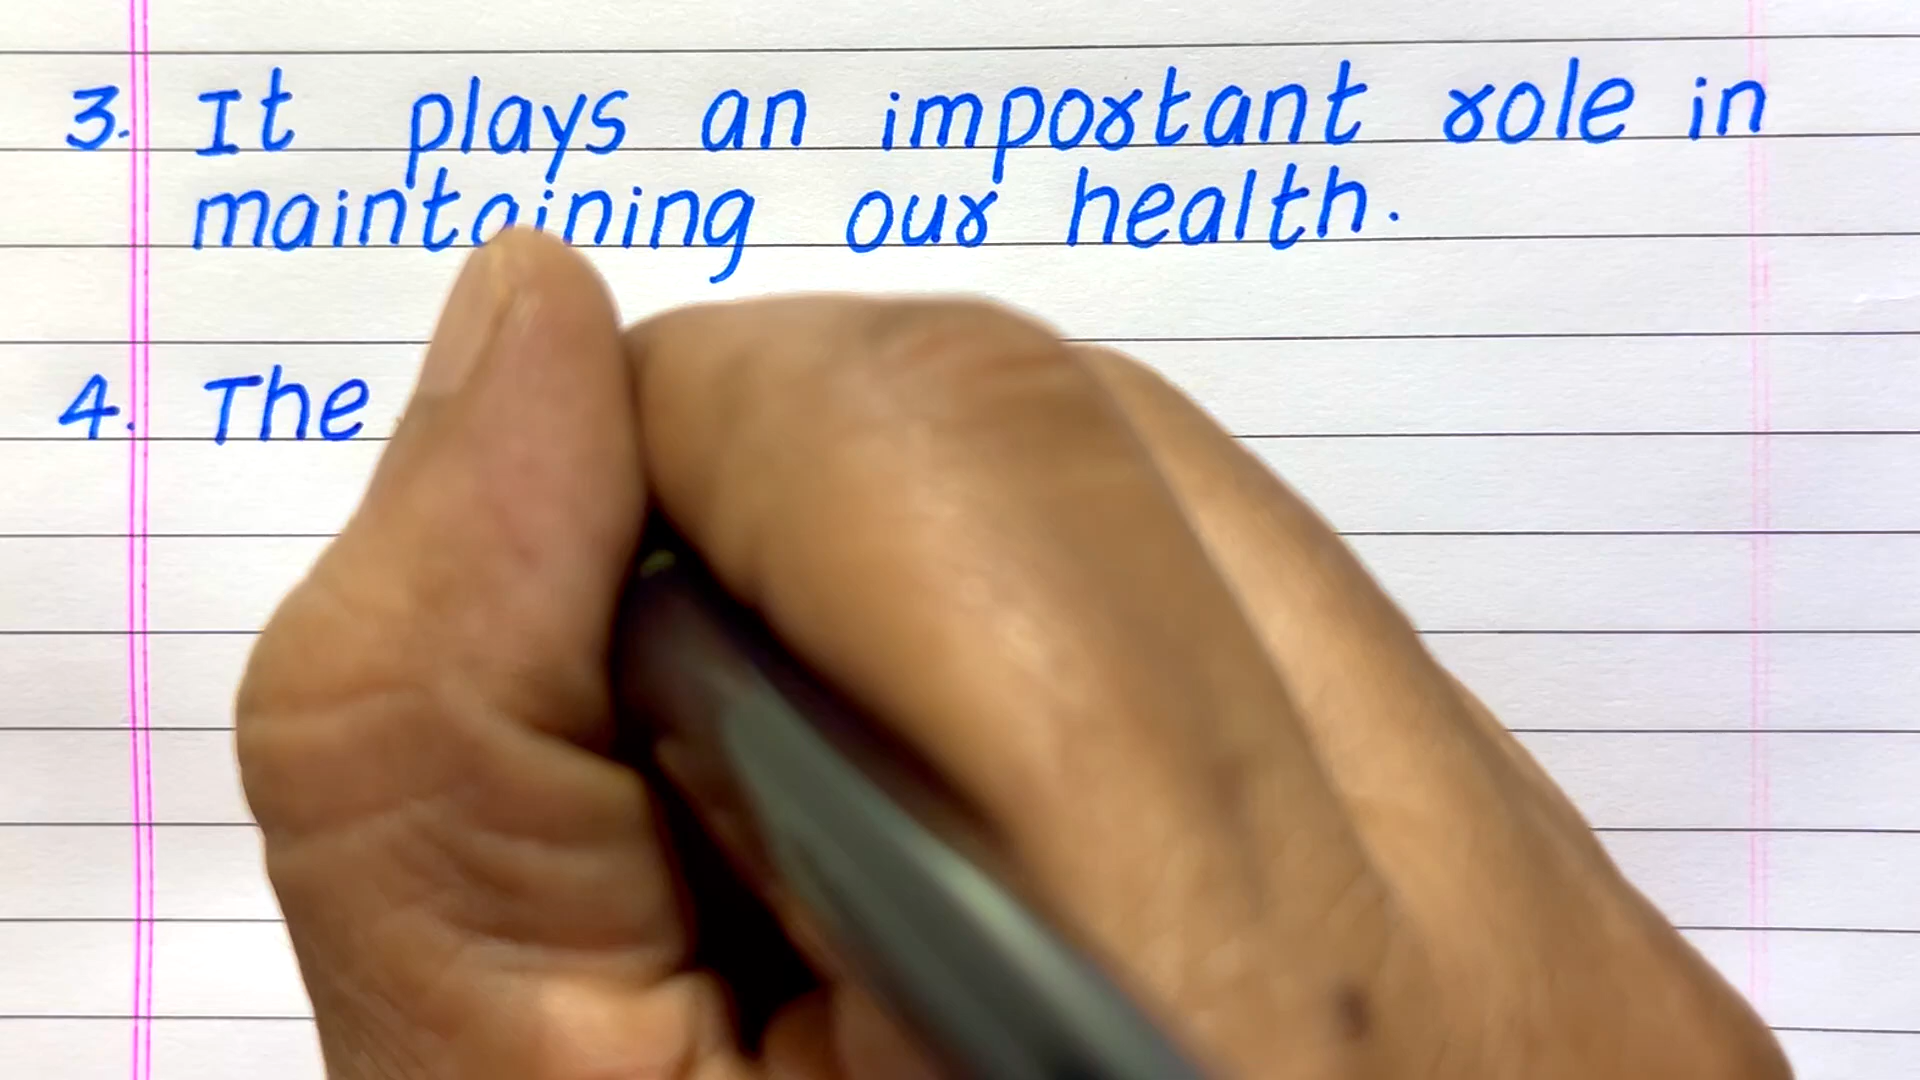 3. It plays an important role in
maintaining our health.
4. The